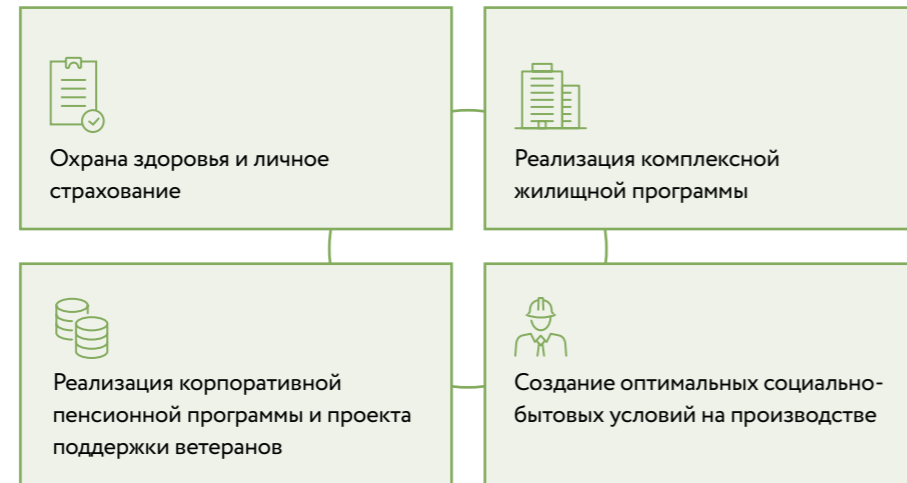 Охрана здоровья и личное
страхование
Реализация комплексной
жилищной программы
Реализация корпоративной
пенсионной программы и проекта
поддержки ветеранов
Создание оптимальных социально-
бытовых условий на производстве